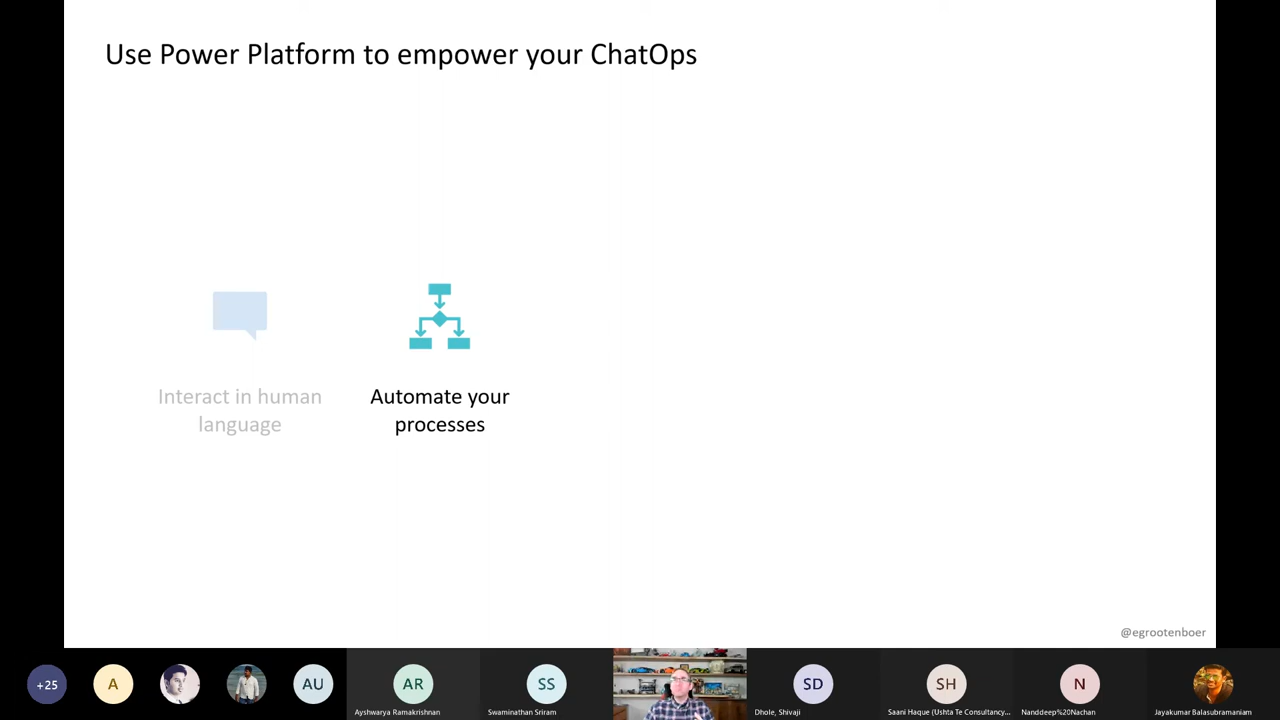 Use Power Platform to empower your ChatOps
Interact in human
language
Automate your
processes
@egrootenboer
+25
A
AU
AR
SS
SD
SH
N
Ayshwarya Ramakrishnan
Swaminathan Sriram
Dhole, Shivaji
Saani Haque (Ushta Te Consultancy...
Nanddeep%20Nachan
Jayakumar Balasubramaniam